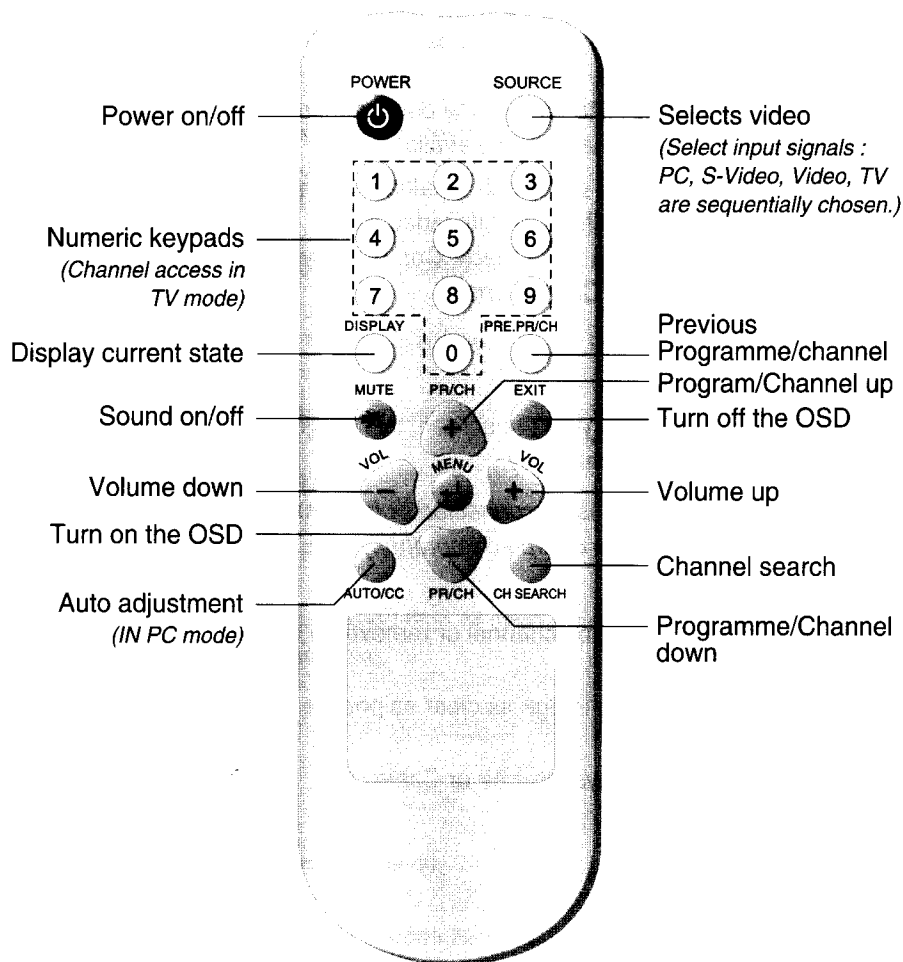 POWER
SOURCE
Power on/off
Selects video
(Select input signals :
PC, S-Video, Video, TV
are sequentially chosen.)
1 2 3
4 5 6
Numeric keypads
(Channel access in
TV mode)
7 8 9
DISPLAY
PRE.PR/CH
0
Display current state
Previous
Programme/channel
MUTE
PR/CH
EXIT
Program/Channel up
Sound on/off
+
Turn off the OSD
VOL
MENU
VOL
Volume down
-
+
Volume up
Turn on the OSD
-
Channel search
AUTO/CC
PR/CH
CH SEARCH
Auto adjustment
(IN PC mode)
Programme/Channel
down